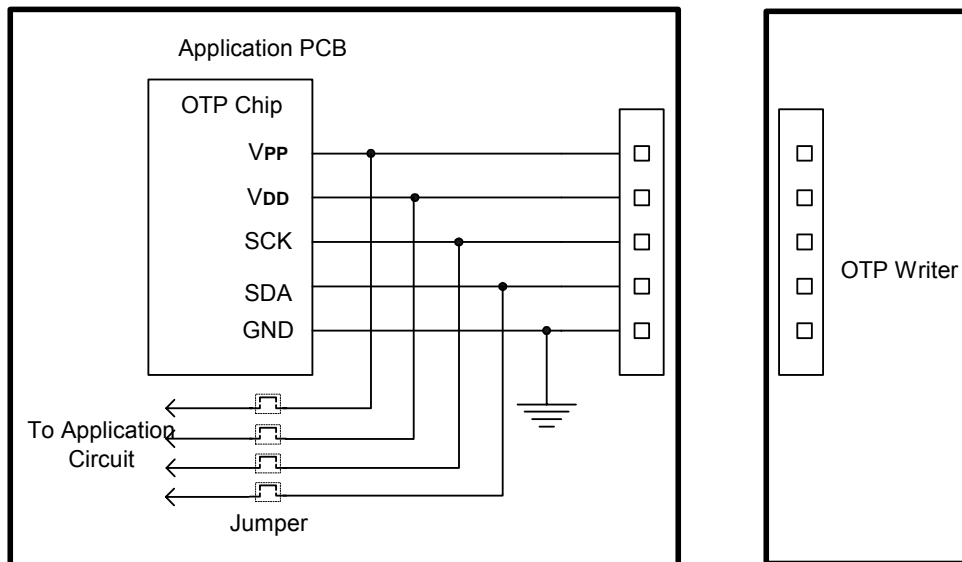 Application PCB
OTP Chip
VPP
VDD
SCK
SDA
GND
To Application
Circuit
Jumper
OTP Writer